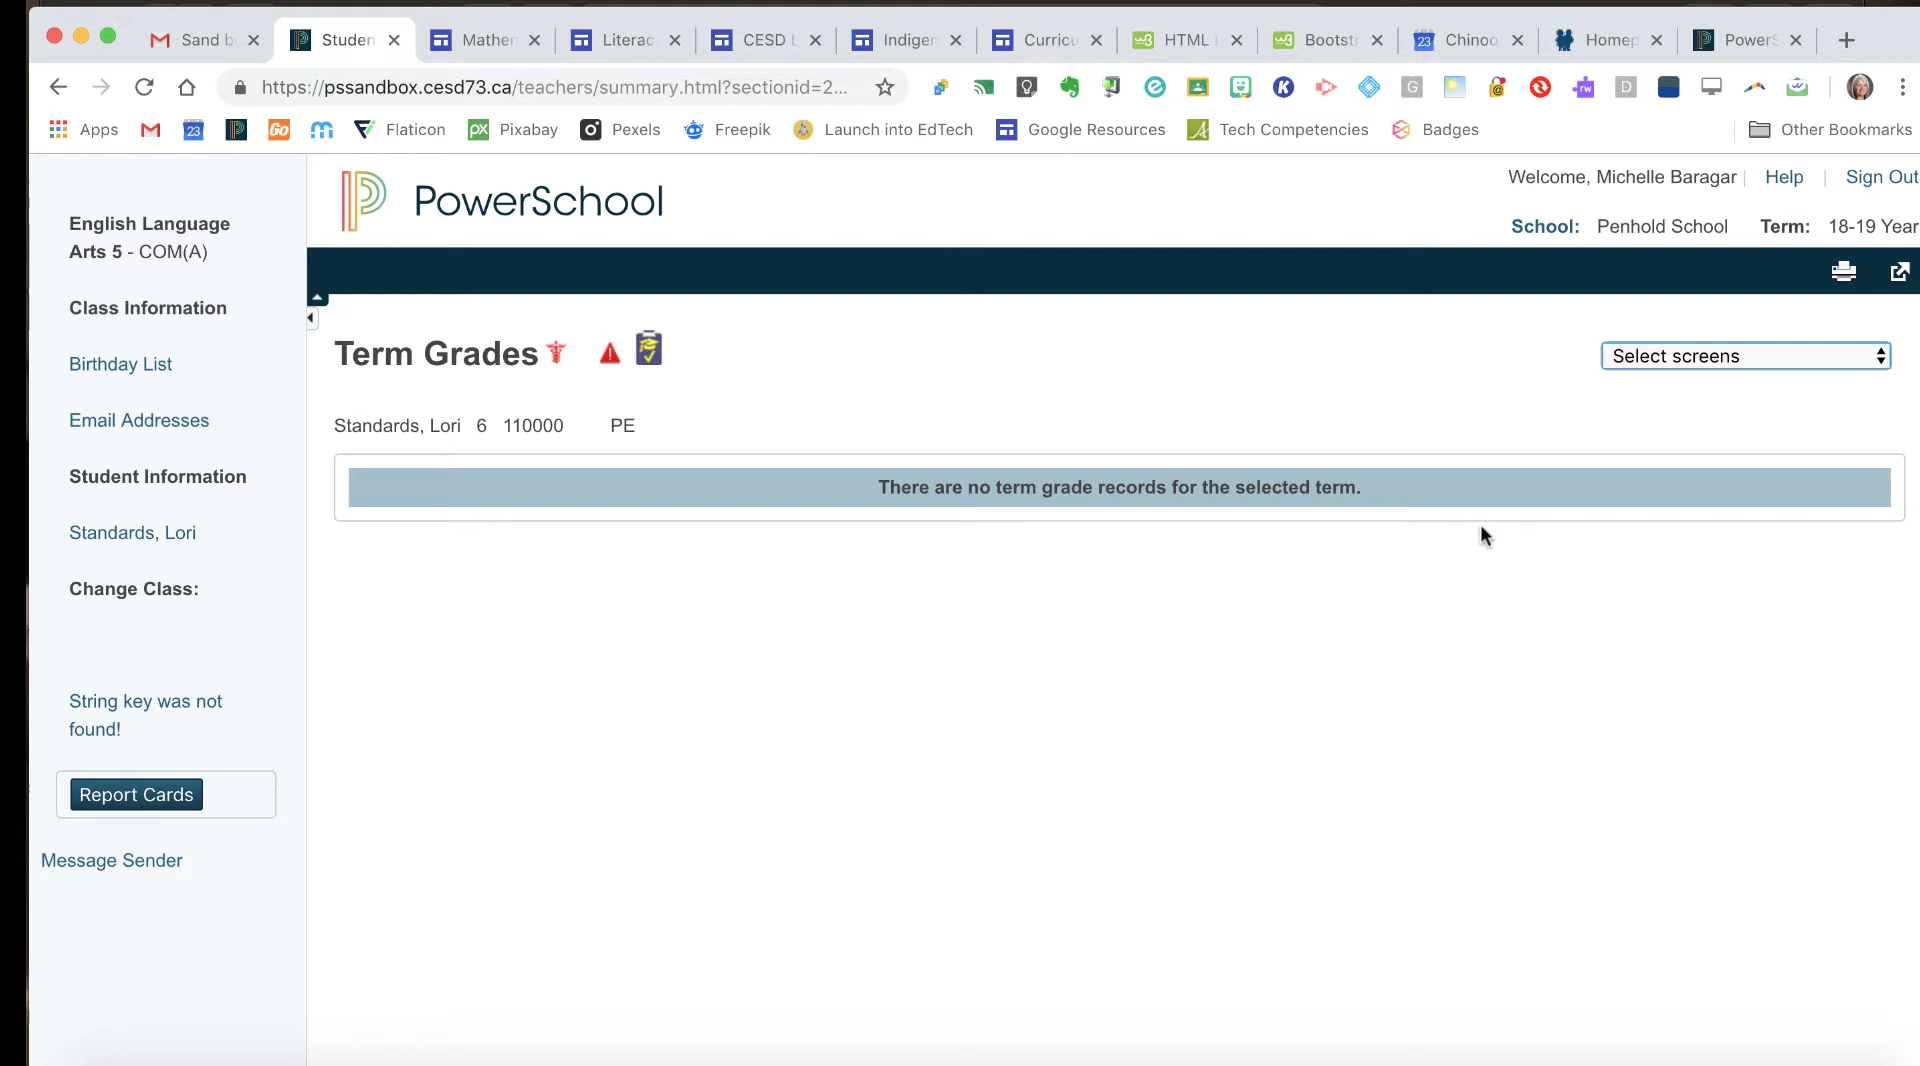 Sand b
Studen
Mathen
Literac
CESD L
Indigen
Curricu
HTML
Bootst
Chinoo
Homep
PowerS
https://pssandbox.cesd73.ca/teachers/summary.html?sectionid=2...
Apps
Flaticon
Pixabay
Pexels
Freepik
Launch into EdTech
Google Resources
Tech Competencies
Badges
Other Bookmarks
PowerSchool
Welcome, Michelle Baragar | Help | Sign Out
School: Penhold School Term: 18-19 Year
English Language
Arts 5 - COM(A)
Class Information
Birthday List
Email Addresses
Student Information
Standards, Lori
Change Class:
String key was not
found!
Report Cards
Message Sender
Term Grades
Select screens
Standards, Lori 6 110000 PE
There are no term grade records for the selected term.